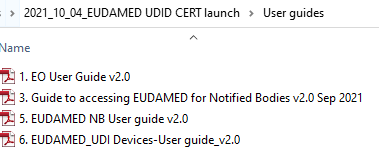 2021_10_04_EUDAMED UDID CERT launch > User guides
Name
1. EO User Guide v2.0
3. Guide to accessing EUDAMED for Notified Bodies v2.0 Sep 2021
5. EUDAMED NB User guide v2.0
6. EUDAMED_UDI Devices-User guide_v2.0